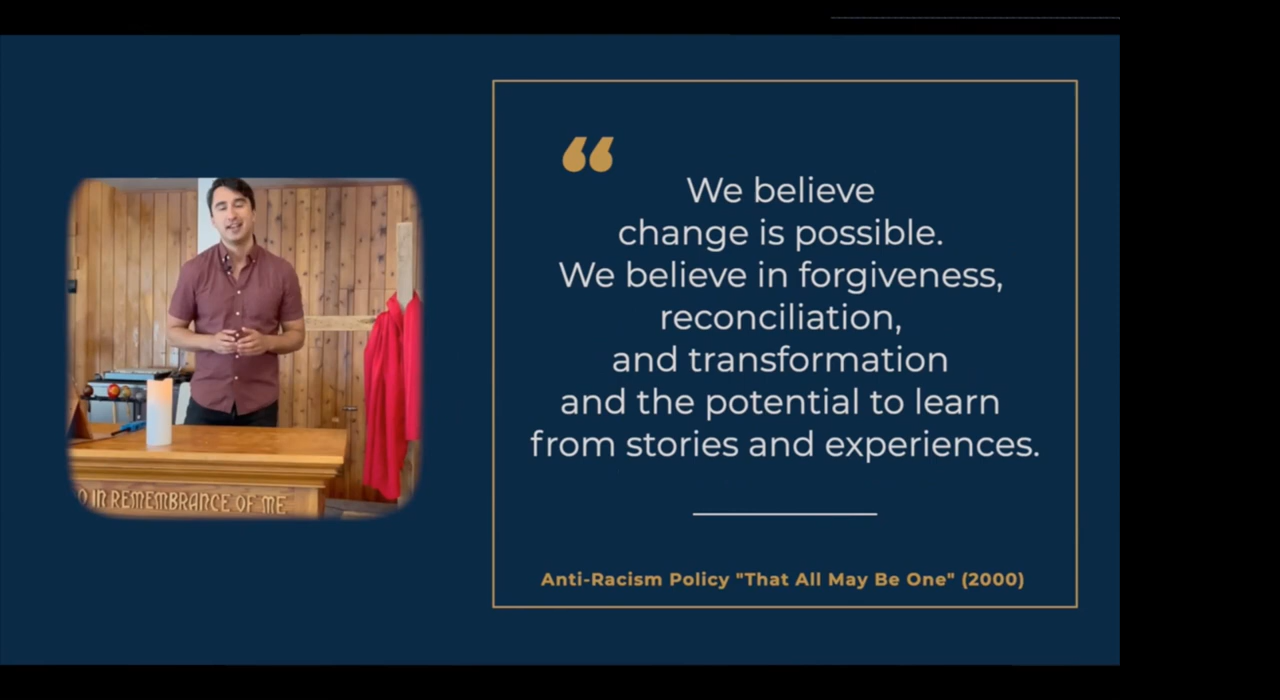 O IN REMEMBRANCE OF ME
“
We believe
change is possible.
We believe in forgiveness,
reconciliation,
and transformation
and the potential to learn
from stories and experiences.
Anti-Racism Policy "That All May Be One" (2000)